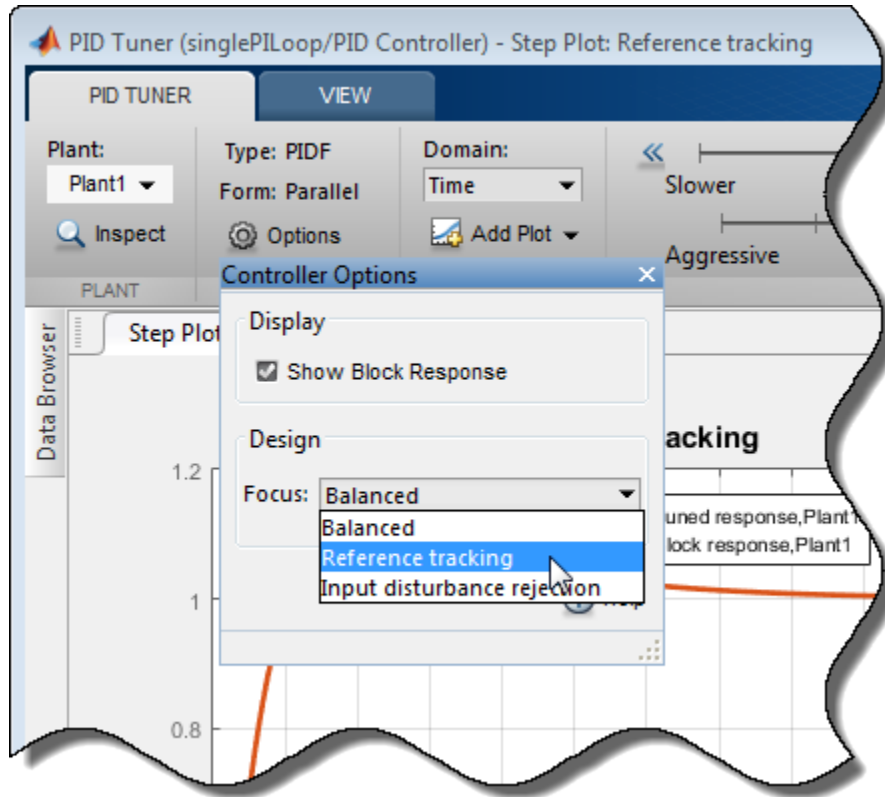 PID Tuner (singlePILoop/PID Controller) - Step Plot: Reference tracking
PID TUNER
VIEW
Plant:
Plant1
Inspect
PLANT
Type: PIDF
Form: Parallel
Options
Domain:
Time
Add Plot
Slower
Aggressive
Data Browser
Step Plot
Controller Options
Display
Show Block Response
Design
Focus: Balanced
Balanced
Reference tracking
Input disturbance rejection
acking
uned response,Plant1
lock response,Plant1
1.2
1
0.8